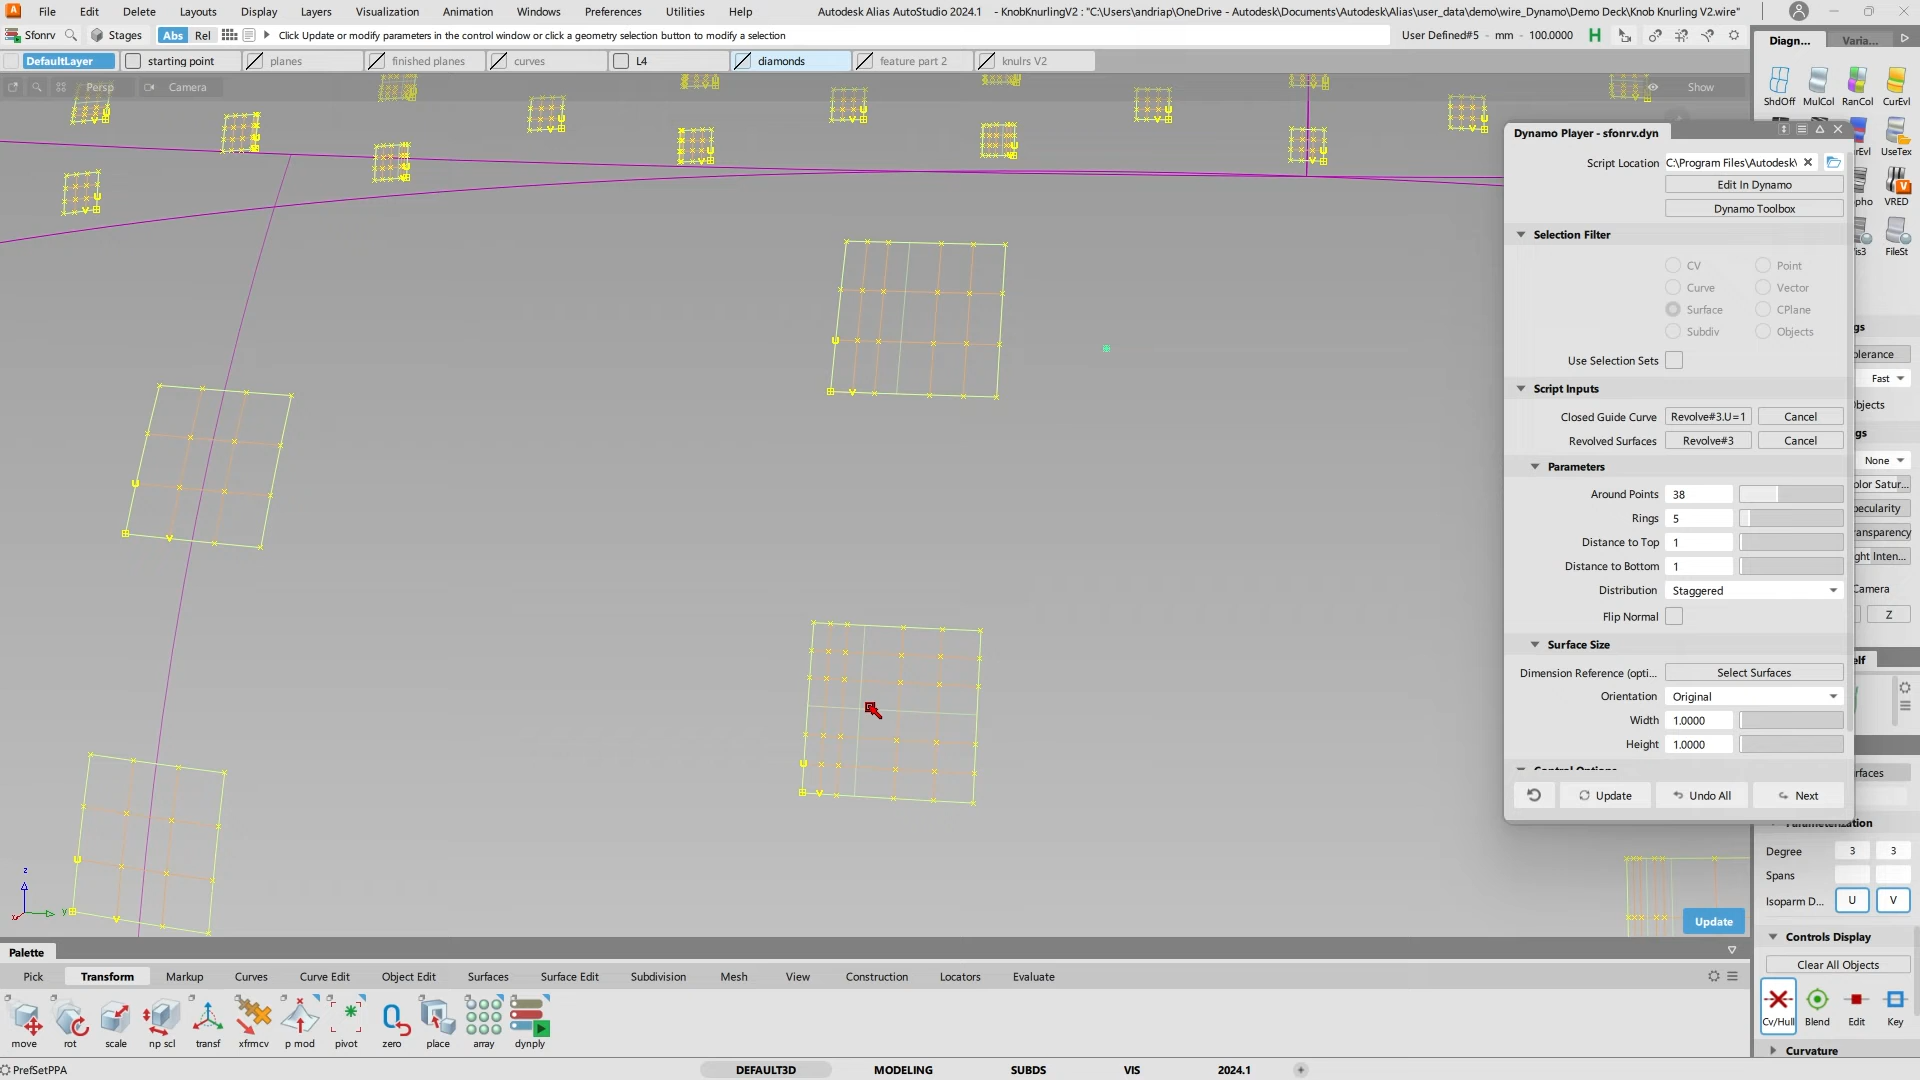 File Edit Delete Layouts Display Layers Visualization Animation Windows Preferences Utilities Help Autodesk Alias AutoStudio 2024.1 - KnobKnurlingV2 : "C:\Users\andriap\OneDrive - Autodesk\Documents\Autodesk\Alias\user_data\demo\wire_Dynamo\Demo Deck\Knob Knurling V2.wire"
Sfonrv Stages Abs Rel Click Update or modify parameters in the control window or click a geometry selection button to modify a selection User Defined#5 - mm - 100.0000 H
Diagn... Varia...
DefaultLayer starting point planes finished planes curves L4 diamonds feature part 2 knulrs V2
Persp Camera Show
ShdOff MulCol RanCol CurEvl
UseTex
VRED
FileSt
Dynamo Player - sfonrv.dyn
Script Location C:\Program Files\Autodesk\
Edit In Dynamo
Dynamo Toolbox
Selection Filter
CV Point
Curve Vector
Surface CPlane
Subdiv Objects
Use Selection Sets
Script Inputs
Closed Guide Curve Revolve#3.U=1 Cancel
Revolved Surfaces Revolve#3 Cancel
Parameters
Around Points 38
Rings 5
Distance to Top 1
Distance to Bottom 1
Distribution Staggered
Flip Normal
Surface Size
Dimension Reference (opti... Select Surfaces
Orientation Original
Width 1.0000
Height 1.0000
Update Undo All Next
Fast
None
Z
Degree 3 3
Spans
Isoparm D... U V
Controls Display
Clear All Objects
Cv/Hull Blend Edit Key
Curvature
z
y
Update
Palette
Pick Transform Markup Curves Curve Edit Object Edit Surfaces Surface Edit Subdivision Mesh View Construction Locators Evaluate
move rot scale np scl transf xfrmcv p mod pivot zero place array dynply
PrefSetPPA
DEFAULT3D MODELING SUBDS VIS 2024.1 +